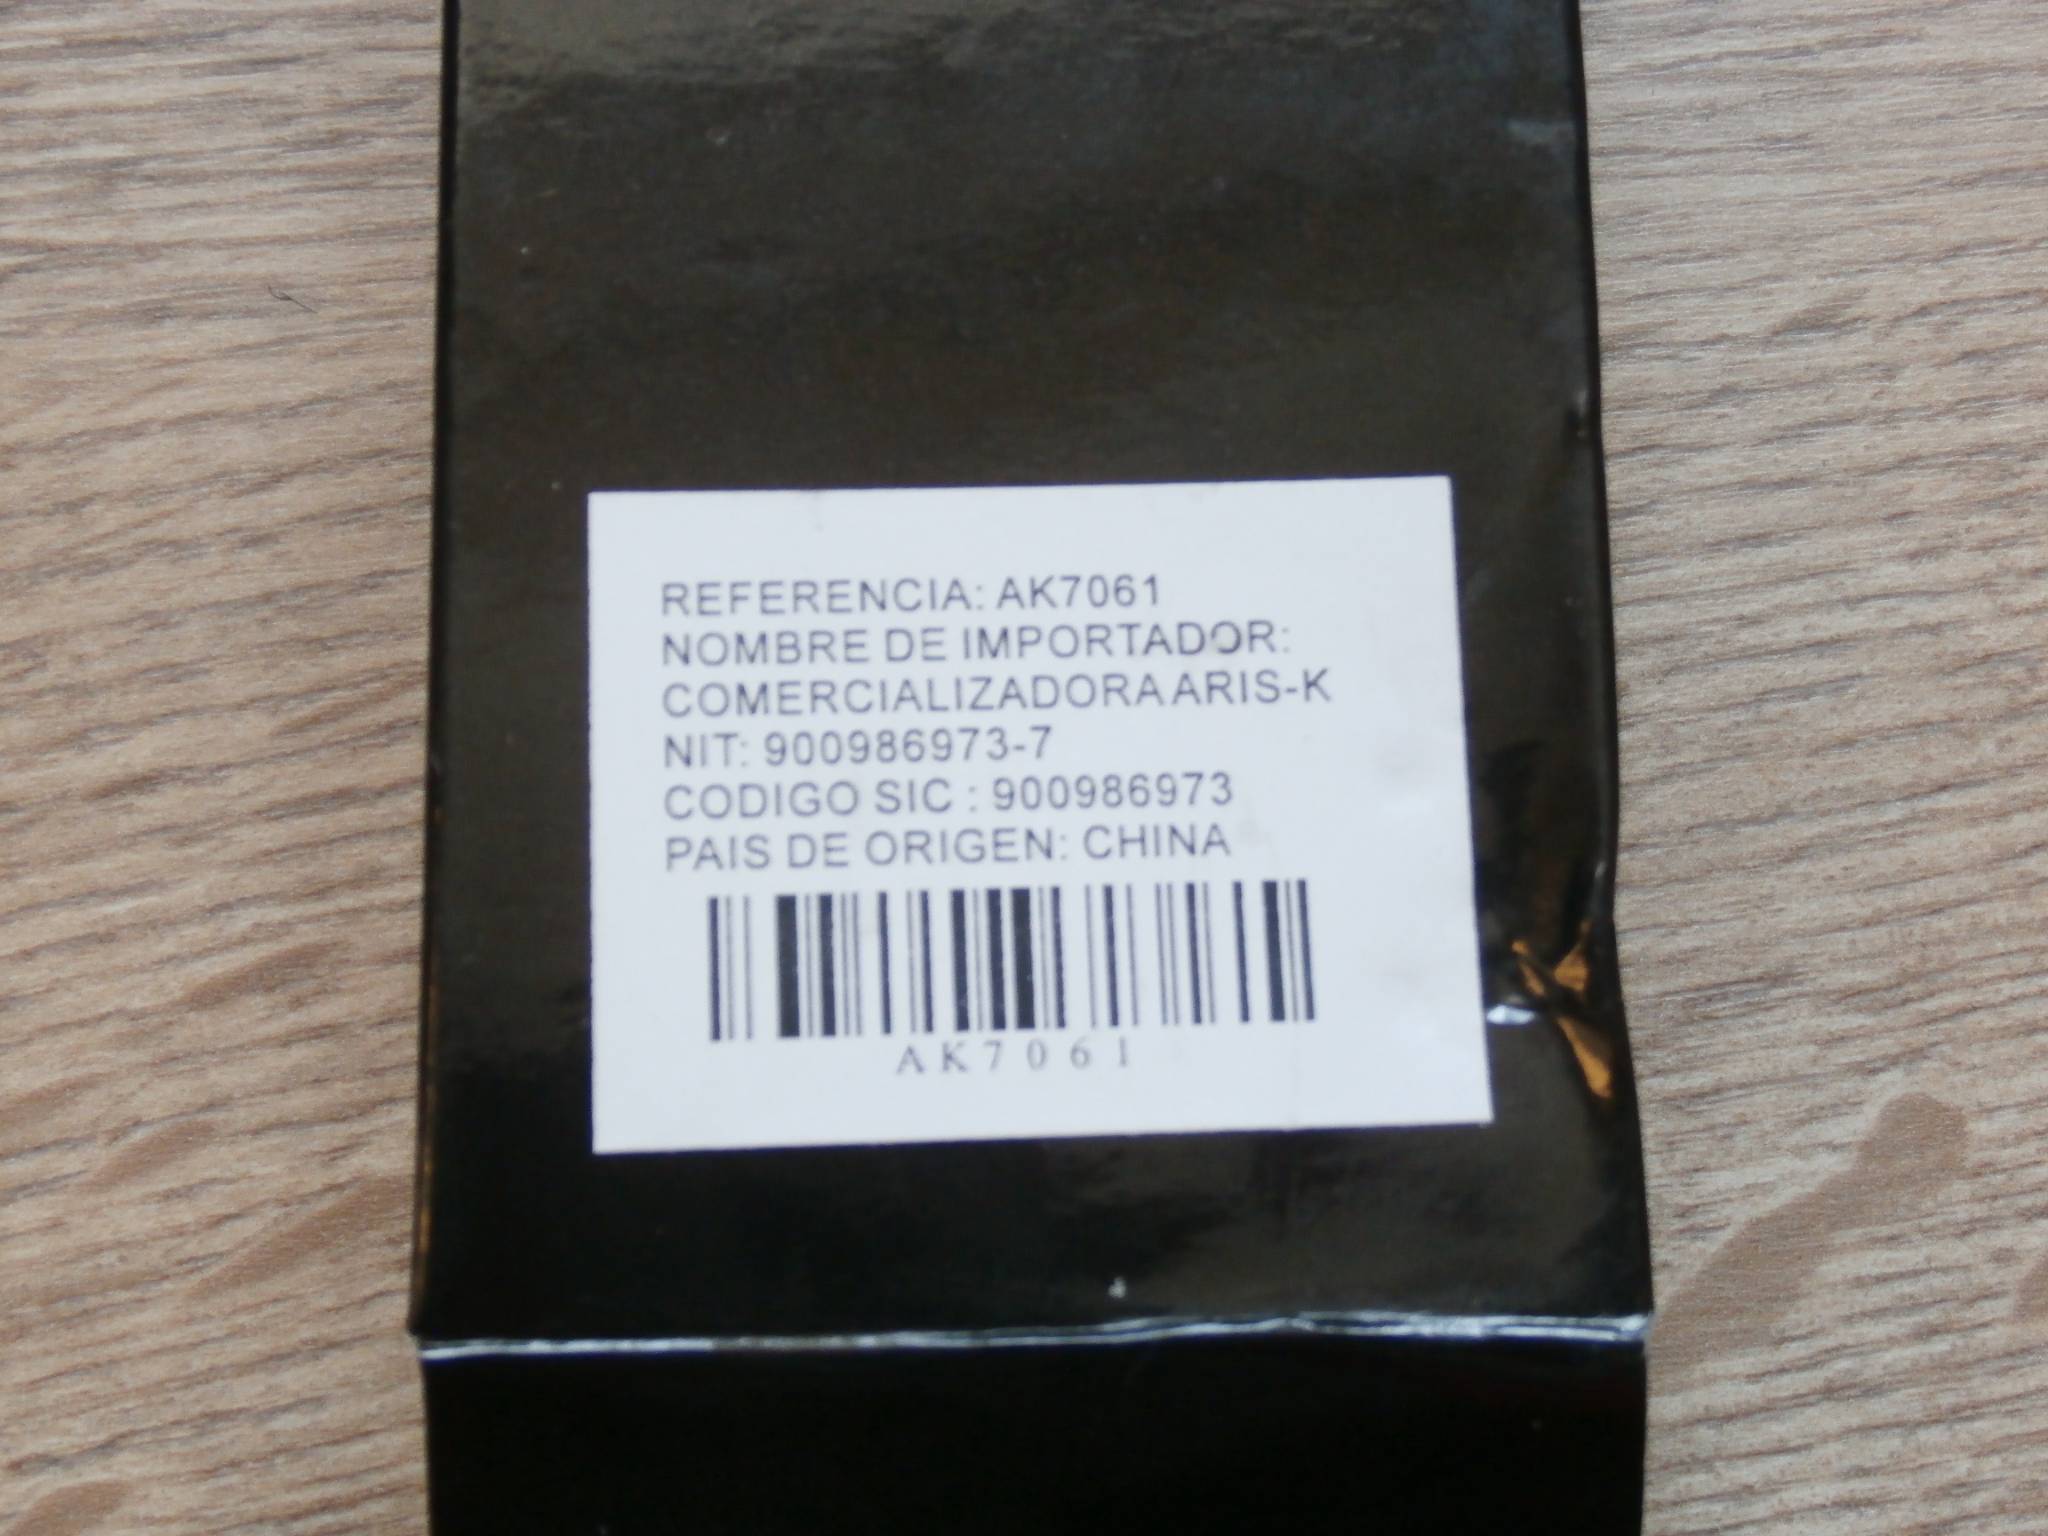 REFERENCIA: AK7061
NOMBRE DE IMPORTADOR:
COMERCIALIZADORA ARIS-K
NIT: 900986973-7
CODIGO SIC : 900986973
PAIS DE ORIGEN: CHINA
AK7061